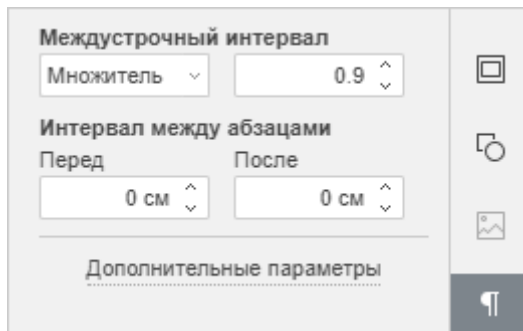 Междустрочный интервал
Множитель 0.9
Интервал между абзацами
Перед После
0 см 0 см
Дополнительные параметры